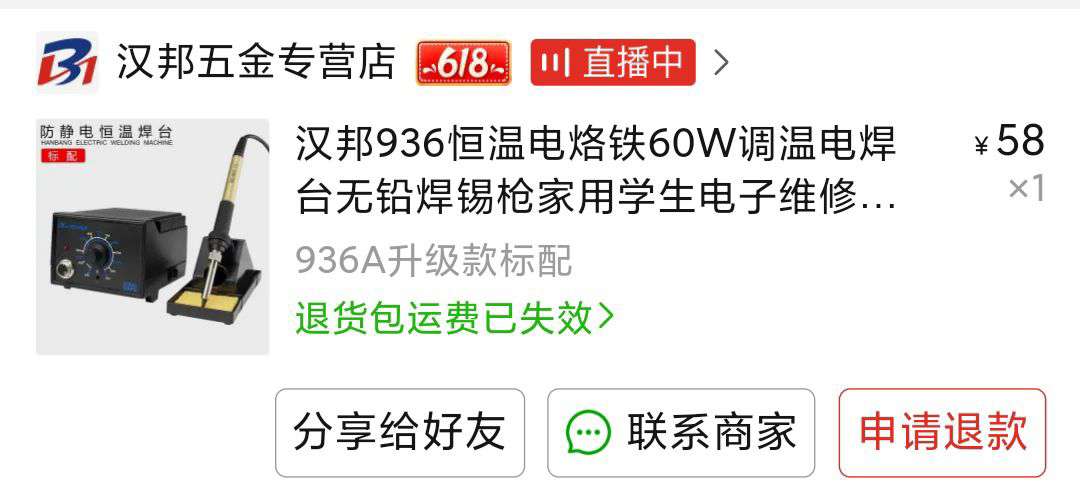 汉邦五金专营店 618 直播中
防静电恒温焊台
HANBANG ELECTRIC WELDING MACHINE
标配
汉邦936恒温电烙铁60W调温电焊
台无铅焊锡枪家用学生电子维修...
¥58
×1
936A升级款标配
退货包运费已失效
分享给好友 联系商家 申请退款